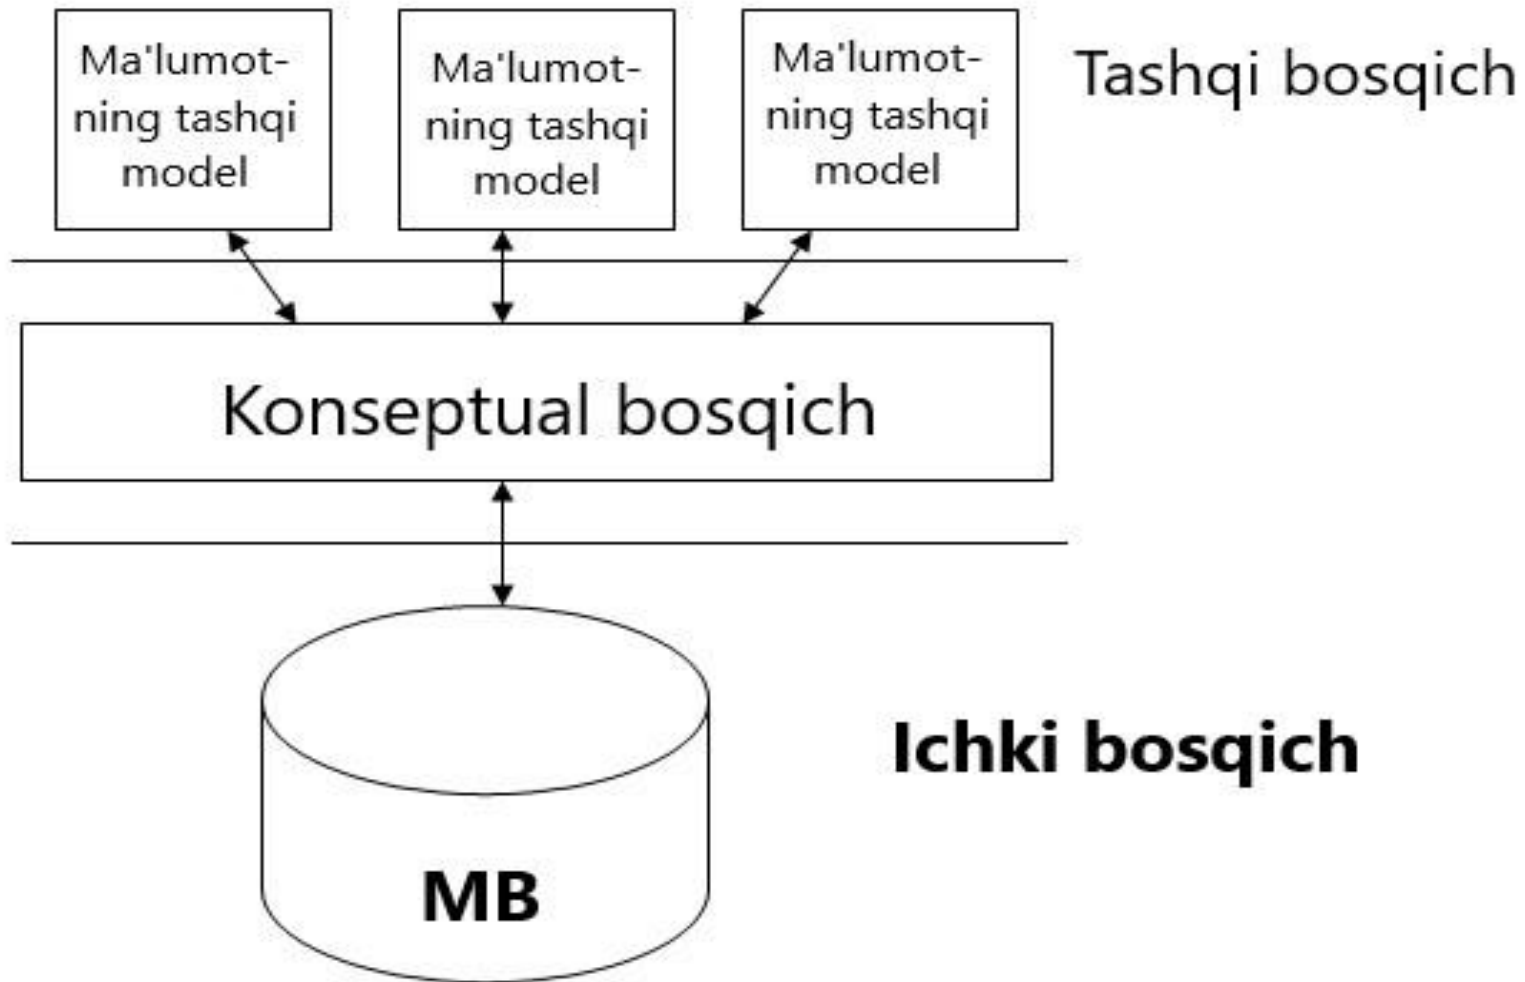 Ma'lumot-
ning tashqi
model
Ma'lumot-
ning tashqi
model
Ma'lumot-
ning tashqi
model
Tashqi bosqich
Konseptual bosqich
Ichki bosqich
MB